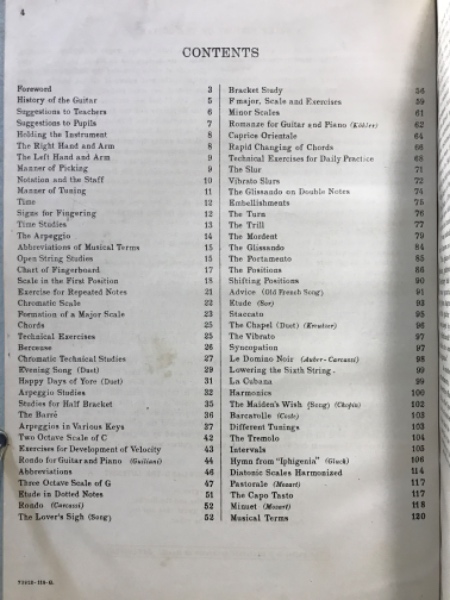 4
CONTENTS
Foreword 3
History of the Guitar 5
Suggestions to Teachers 6
Suggestions to Pupils 7
Holding the Instrument 8
The Right Hand and Arm 8
The Left Hand and Arm 9
Manner of Picking 9
Notation and the Staff 10
Manner of Tuning 11
Time 12
Signs for Fingering 12
Time Studies 13
The Arpeggio 14
Abbreviations of Musical Terms 15
Open String Studies 15
Chart of Fingerboard 17
Scale in the First Position 18
Exercise for Repeated Notes 21
Chromatic Scale 22
Formation of a Major Scale 23
Chords 25
Technical Exercises 25
Berceuse 26
Chromatic Technical Studies 27
Evening Song (Duet) 29
Happy Days of Yore (Duet) 31
Arpeggio Studies 32
Studies for Half Bracket 35
The Barré 36
Arpeggios in Various Keys 37
Two Octave Scale of C 42
Exercises for Development of Velocity 43
Rondo for Guitar and Piano (Guiliani) 44
Abbreviations 46
Three Octave Scale of G 47
Etude in Dotted Notes 51
Rondo (Carcassi) 52
The Lover's Sigh (Song) 52
Bracket Study 56
F major, Scale and Exercises 59
Minor Scales 61
Romanze for Guitar and Piano (Köhler) 62
Caprice Orientale 64
Rapid Changing of Chords 66
Technical Exercises for Daily Practice 68
The Slur 71
Vibrato Slurs 72
The Glissando on Double Notes 74
Embellishments 75
The Turn 76
The Trill 77
The Mordent 79
The Glissando 84
The Portamento 85
The Positions 86
Shifting Positions 90
Advice (Old French Song) 91
Etude (Sor) 93
Staccato 95
The Chapel (Duet) (Kreutzer) 96
The Vibrato 97
Syncopation 97
Le Domino Noir (Auber-Carcassi) 98
Lowering the Sixth String 99
La Cubana 99
Harmonics 100
The Maiden's Wish (Song) (Chopin) 102
Barcarolle (Coste) 103
Different Tunings 103
The Tremolo 104
Intervals 105
Hymn from "Iphigenia" (Gluck) 106
Diatonic Scales Harmonized 114
Pastorale (Mozart) 117
The Capo Tasto 117
Minuet (Mozart) 118
Musical Terms 120